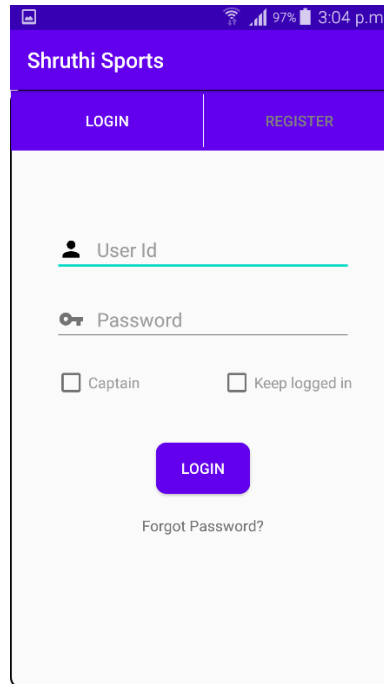 97% 3:04 p.m
Shruthi Sports
LOGIN REGISTER
User Id
Password
Captain Keep logged in
LOGIN
Forgot Password?